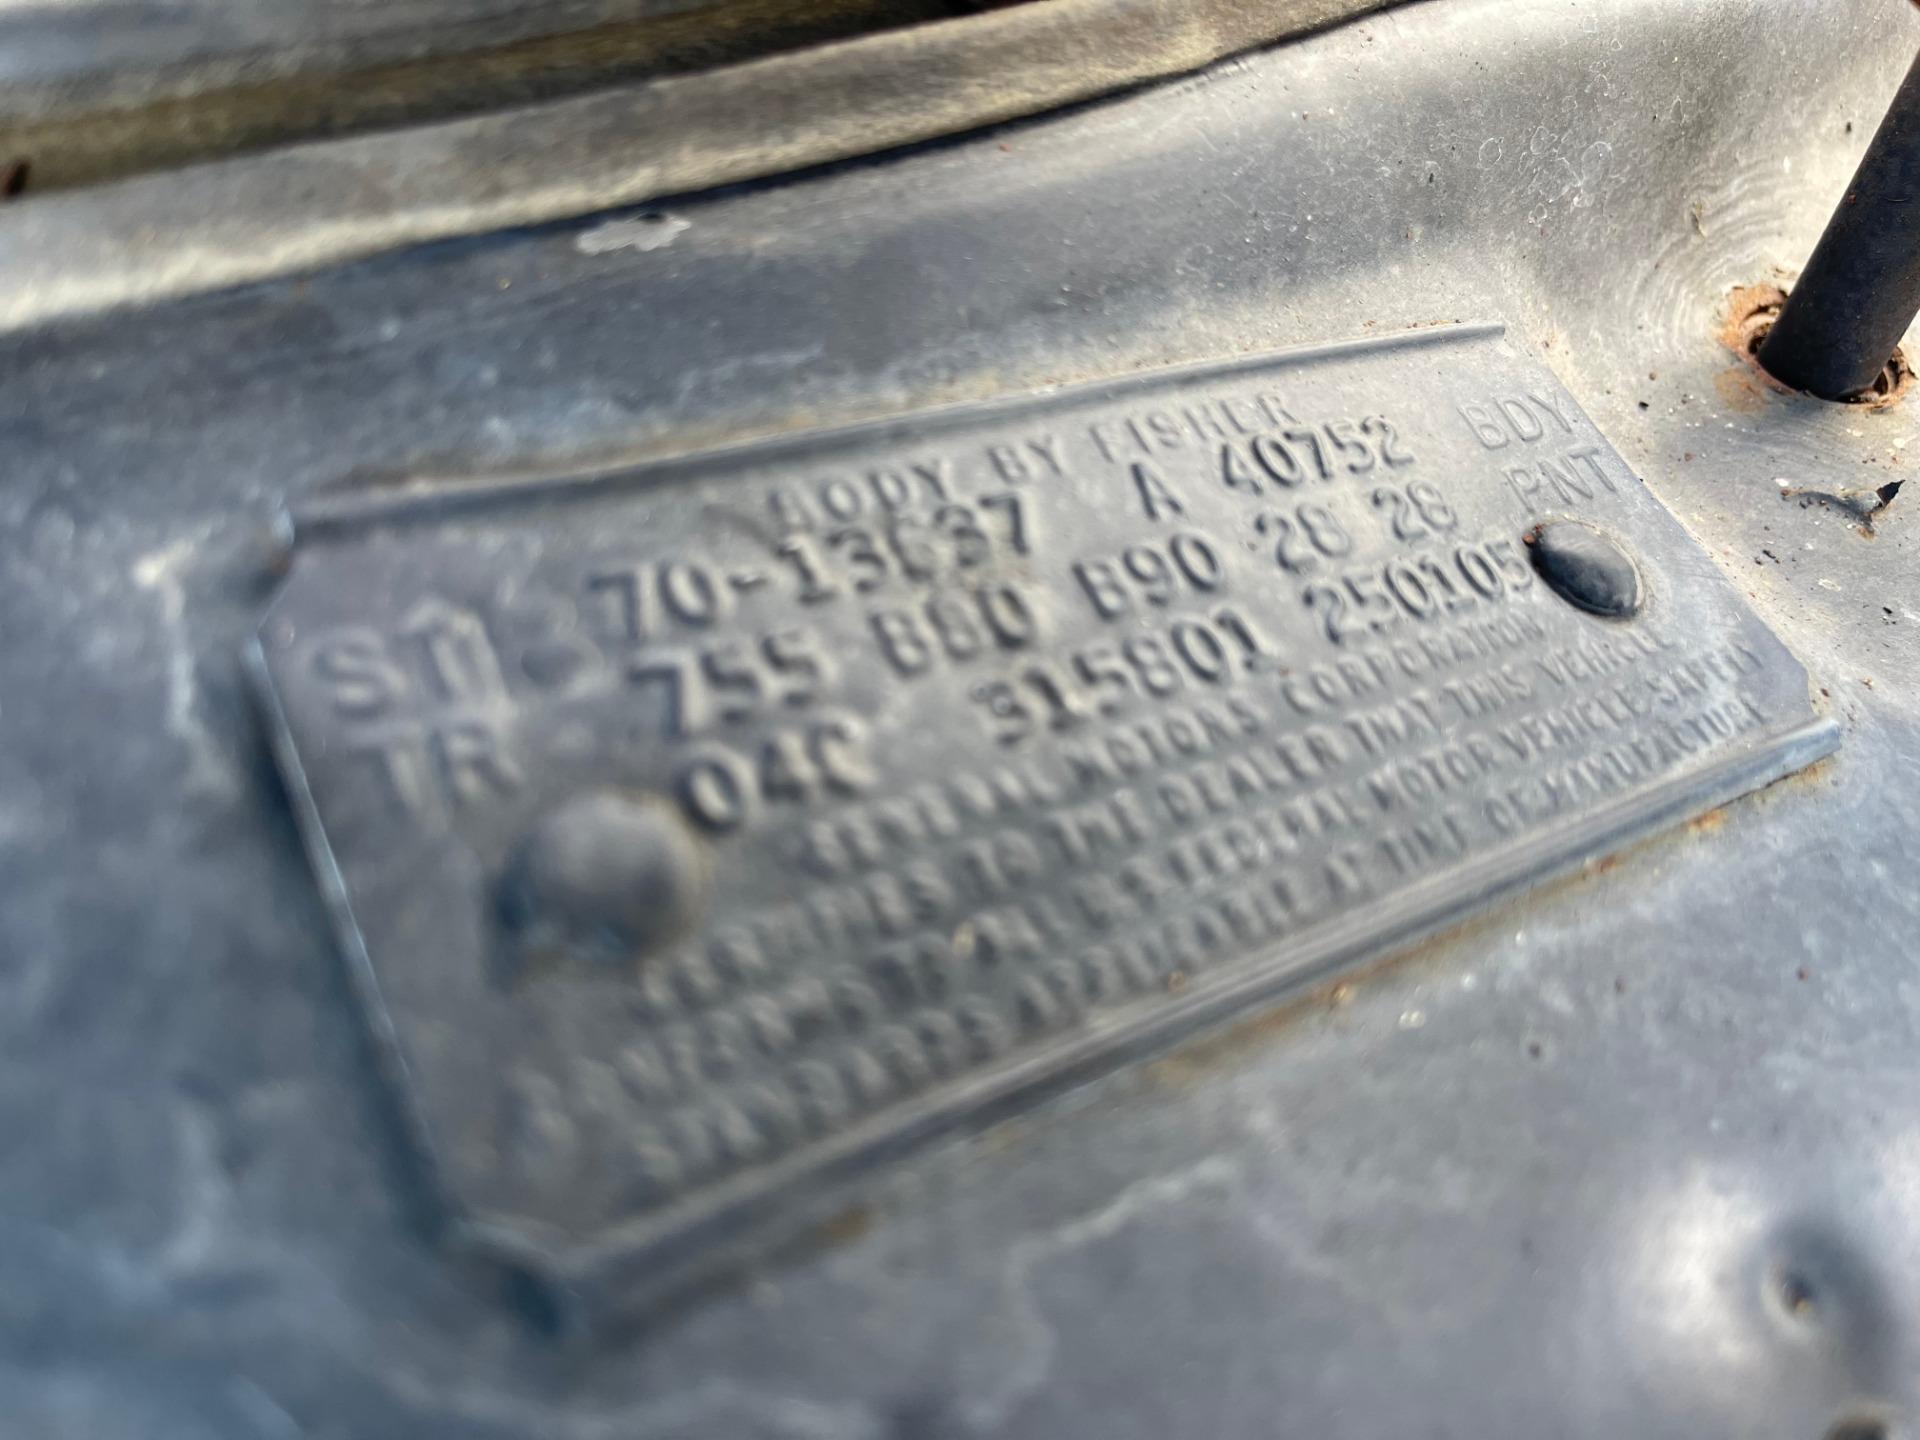 BODY BY FISHER
ST 70-13637 A 40752 BDY
TR 755 B80 B90 28 28 PNT
04C 315801 250105
GENERAL MOTORS CORPORATION
CERTIFIES TO THE DEALER THAT THIS VEHICLE
CONFORMS TO ALL U.S. FEDERAL MOTOR VEHICLE SAFETY
STANDARDS APPLICABLE AT TIME OF MANUFACTURE